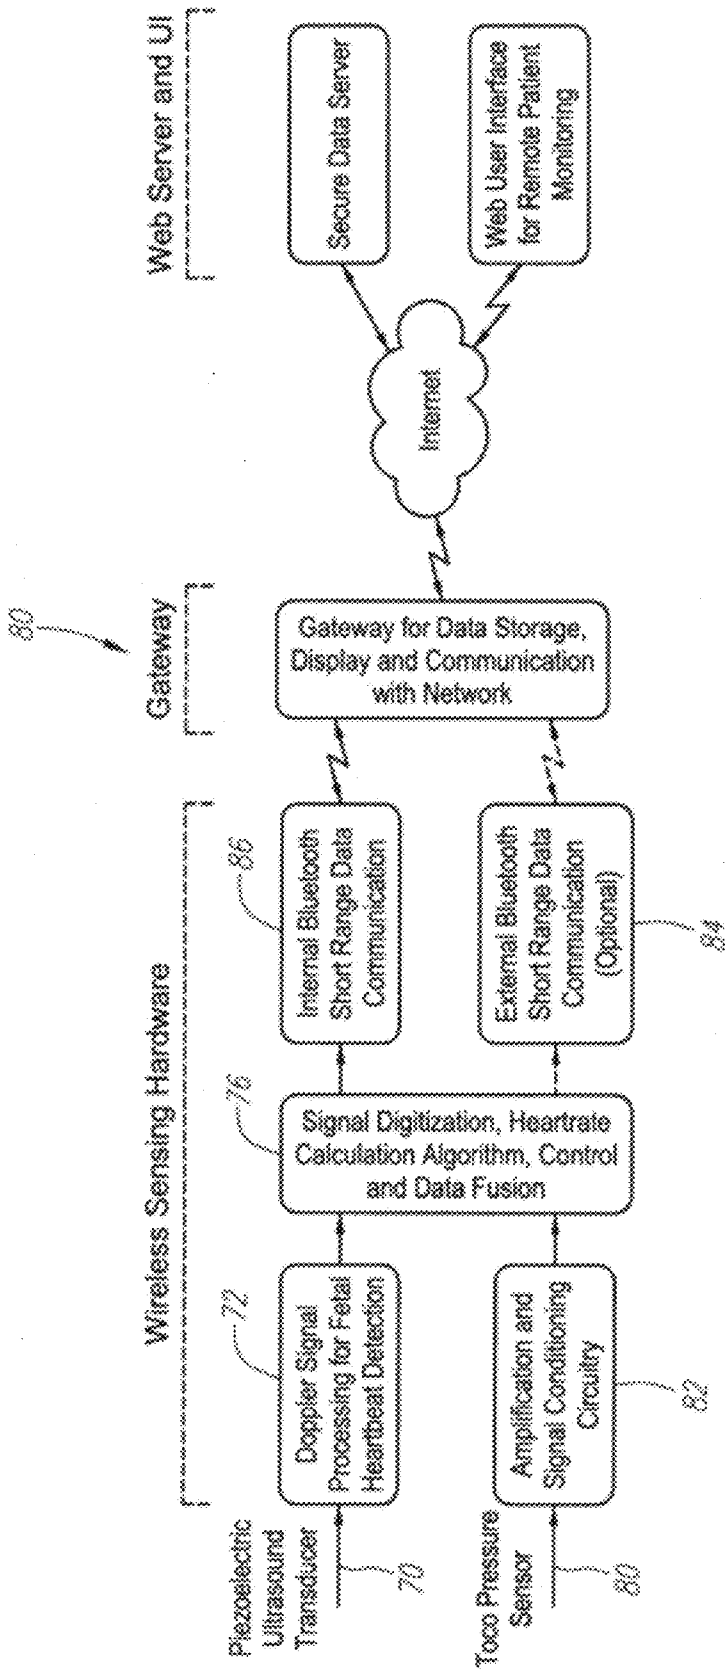 80
Wireless Sensing Hardware
Gateway
Web Server and UI
Piezoelectric
Ultrasound
Transducer
70
72
Doppler Signal
Processing for Fetal
Heartbeat Detection
Toco Pressure
Sensor
80
Amplification and
Signal Conditioning
Circuitry
82
76
Signal Digitization, Heartrate
Calculation Algorithm, Control
and Data Fusion
86
Internal Bluetooth
Short Range Data
Communication
External Bluetooth
Short Range Data
Communication
(Optional)
84
Gateway for Data Storage,
Display and Communication
with Network
Internet
Secure Data Server
Web User Interface
for Remote Patient
Monitoring